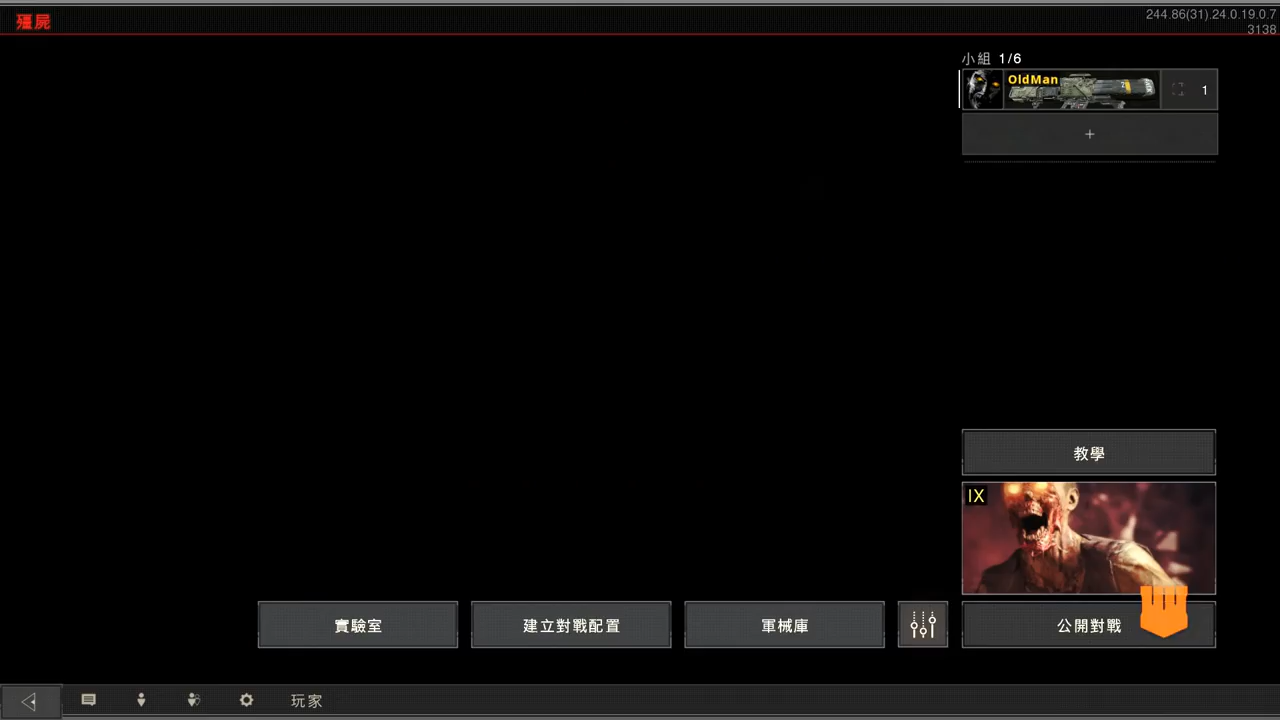 殭屍
244.86(31).24.0.19.0.7
3138
小組 1/6
OldMan
1
+
教學
IX
實驗室
建立對戰配置
軍械庫
公開對戰
玩家